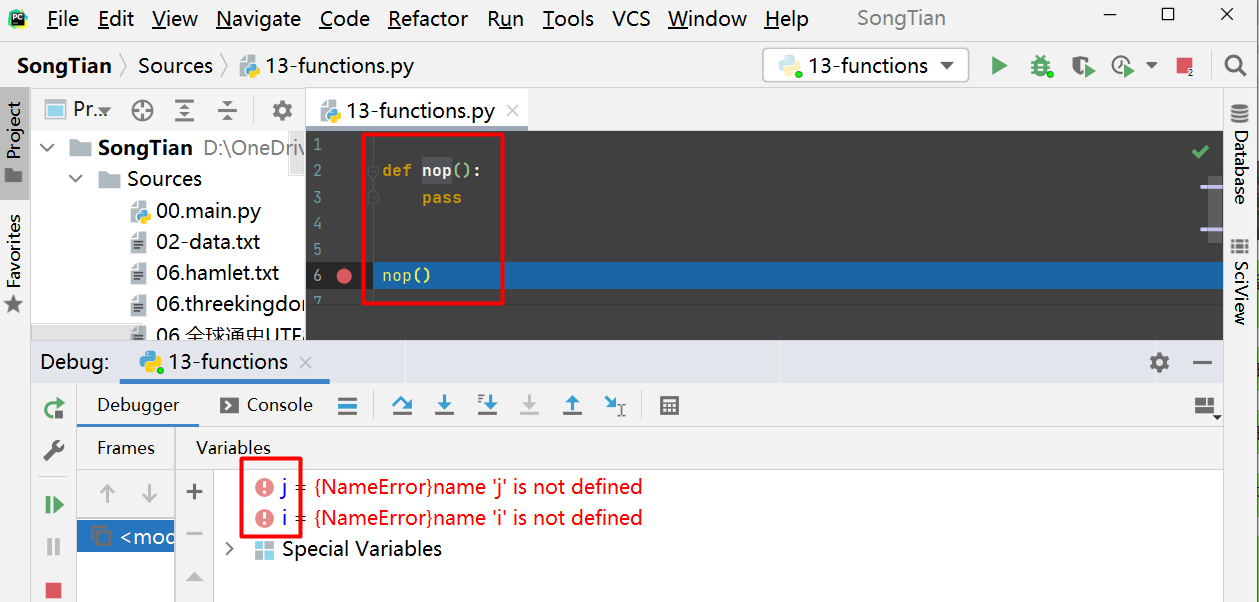 File Edit View Navigate Code Refactor Run Tools VCS Window Help SongTian
SongTian Sources 13-functions.py 13-functions
Project
Favorites
Pr...
SongTian D:\OneDriv
Sources
00.main.py
02-data.txt
06.hamlet.txt
06.threekingdo
06.全球通史UTF
13-functions.py
1
2 def nop():
3 pass
4
5
6 nop()
7
Database
SciView
Debug: 13-functions
Debugger Console
Frames Variables
<mod
j = {NameError}name 'j' is not defined
i = {NameError}name 'i' is not defined
Special Variables